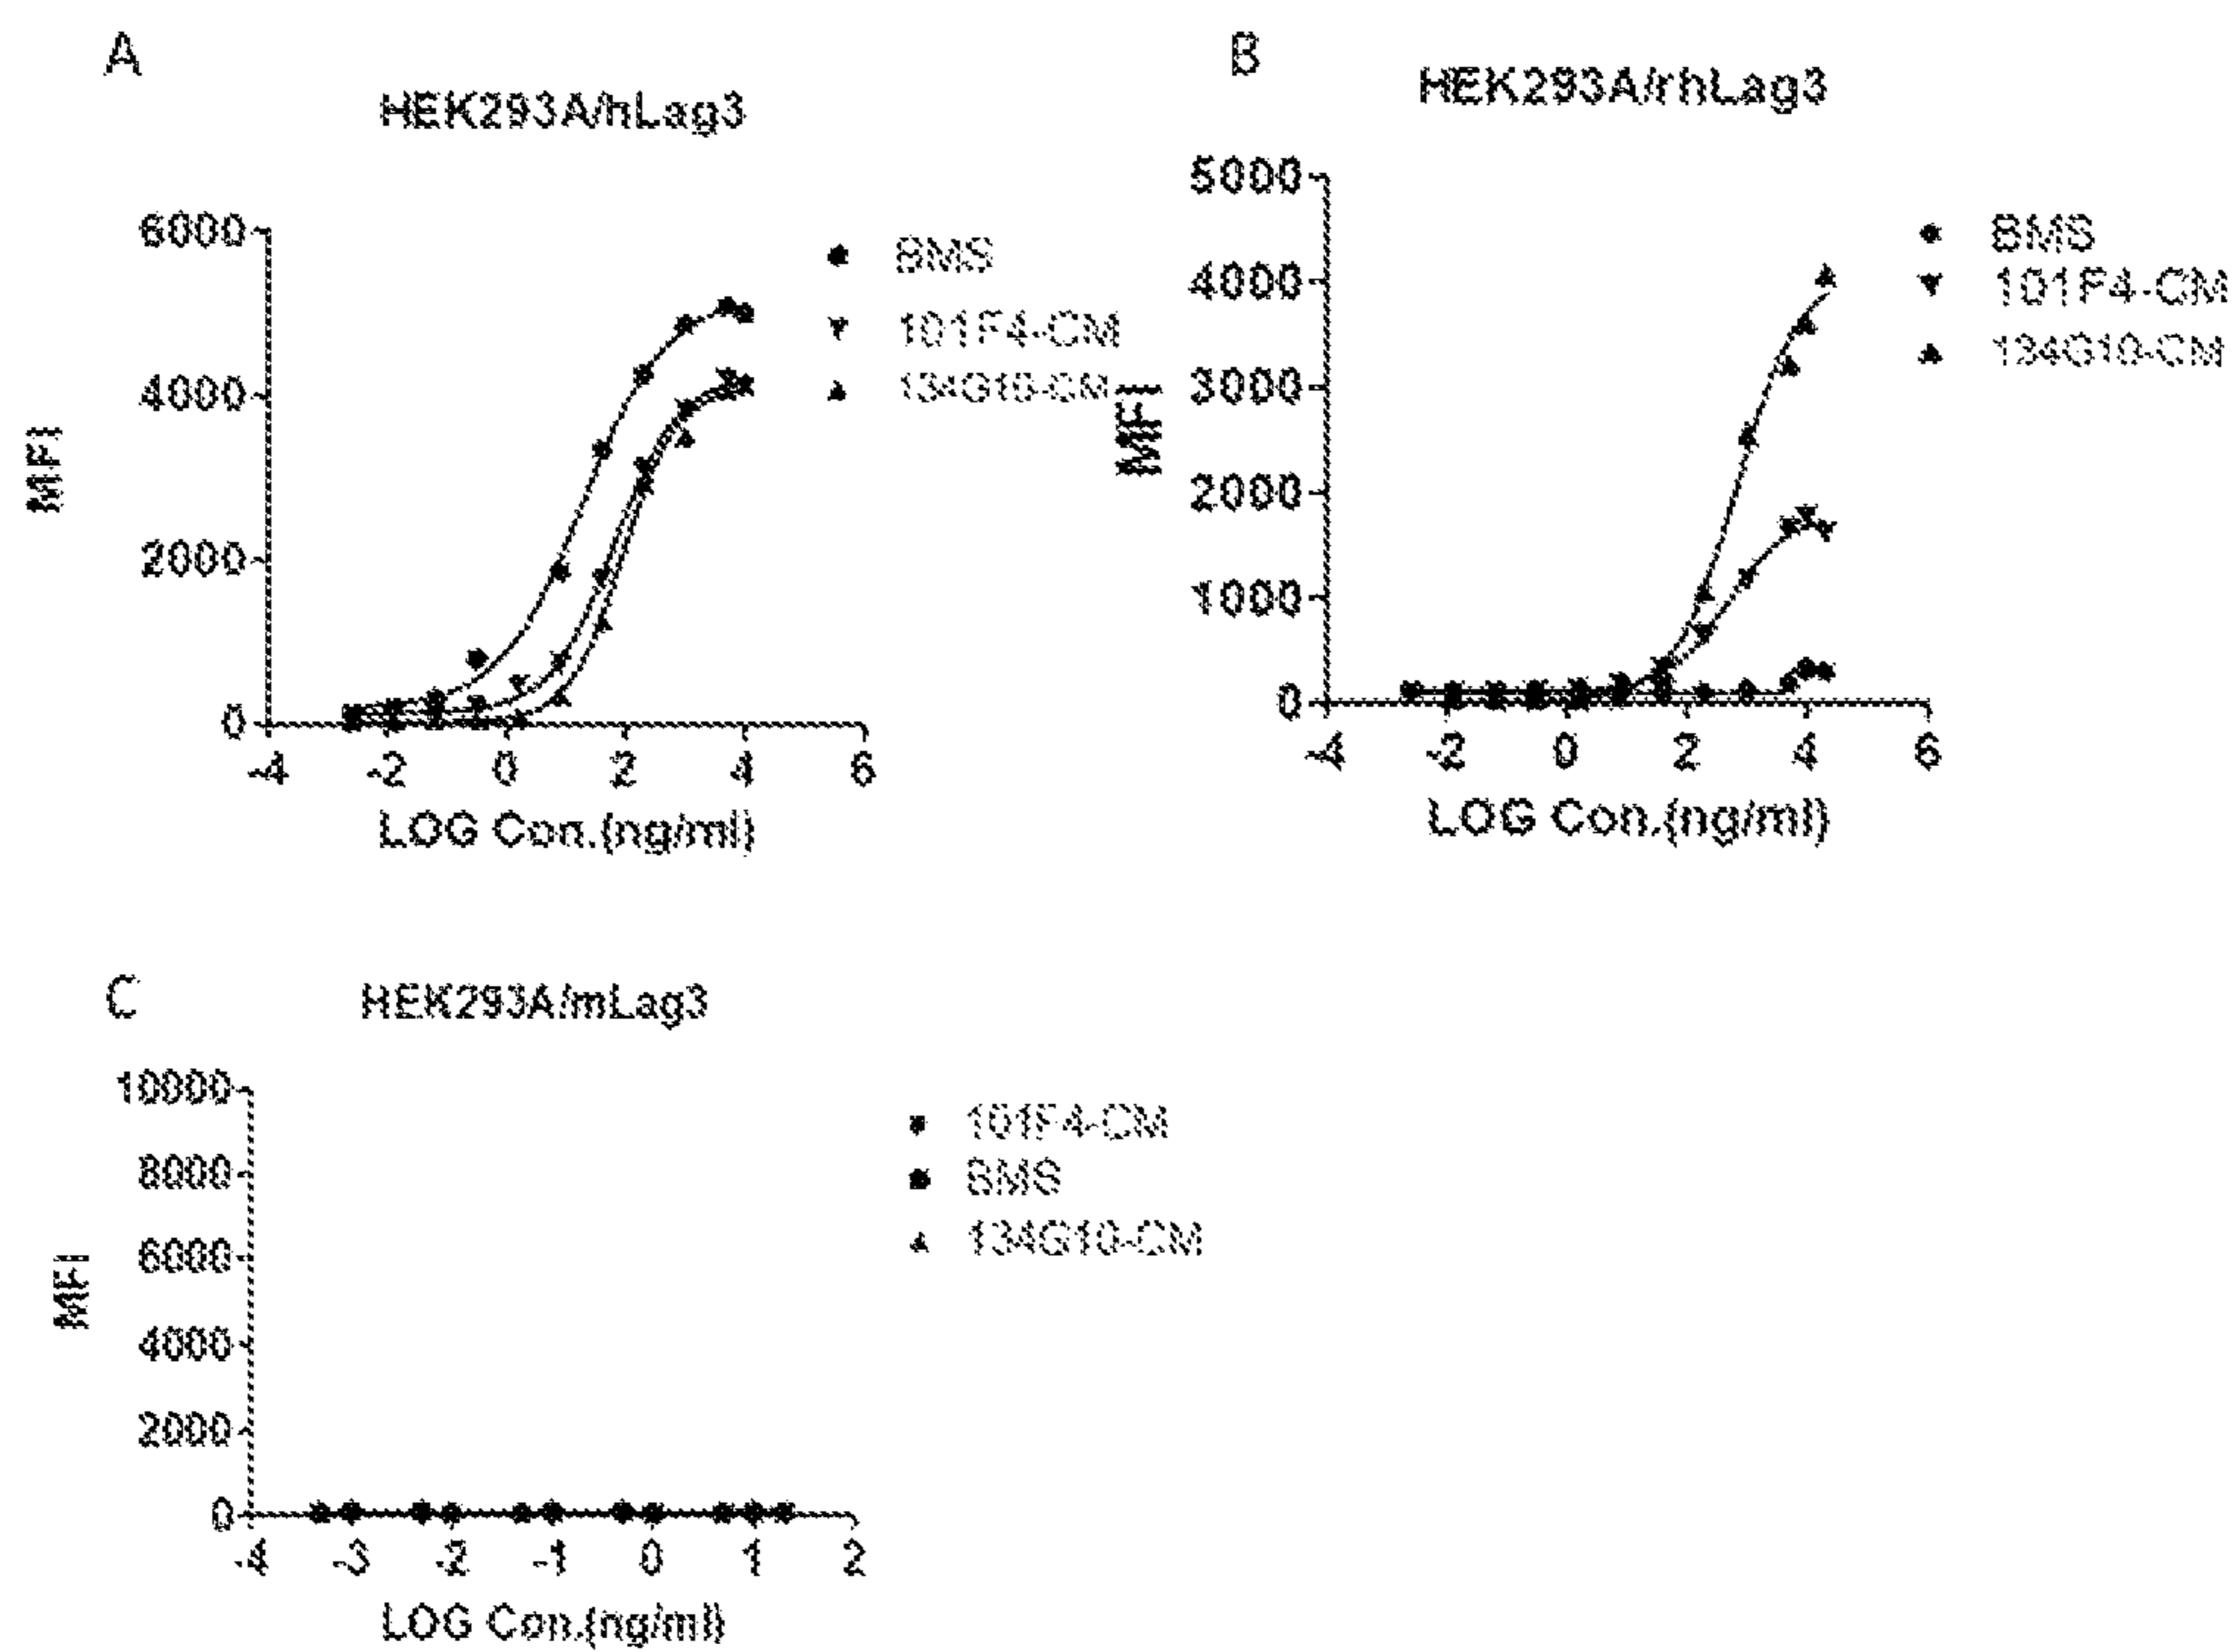 A
HEK293A/hLag3
6000
4000
2000
0
-4 -2 0 2 4 6
MFI
LOG Con.(ng/ml)
BMS
101F4-CM
134G10-CM
B
HEK293A/rhLag3
5000
4000
3000
2000
1000
0
-4 -2 0 2 4 6
MFI
LOG Con.(ng/ml)
BMS
101F4-CM
134G10-CM
C
HEK293A/mLag3
10000
8000
6000
4000
2000
0
-4 -3 -2 -1 0 1 2
MFI
LOG Con.(ng/ml)
101F4-CM
BMS
134G10-CM